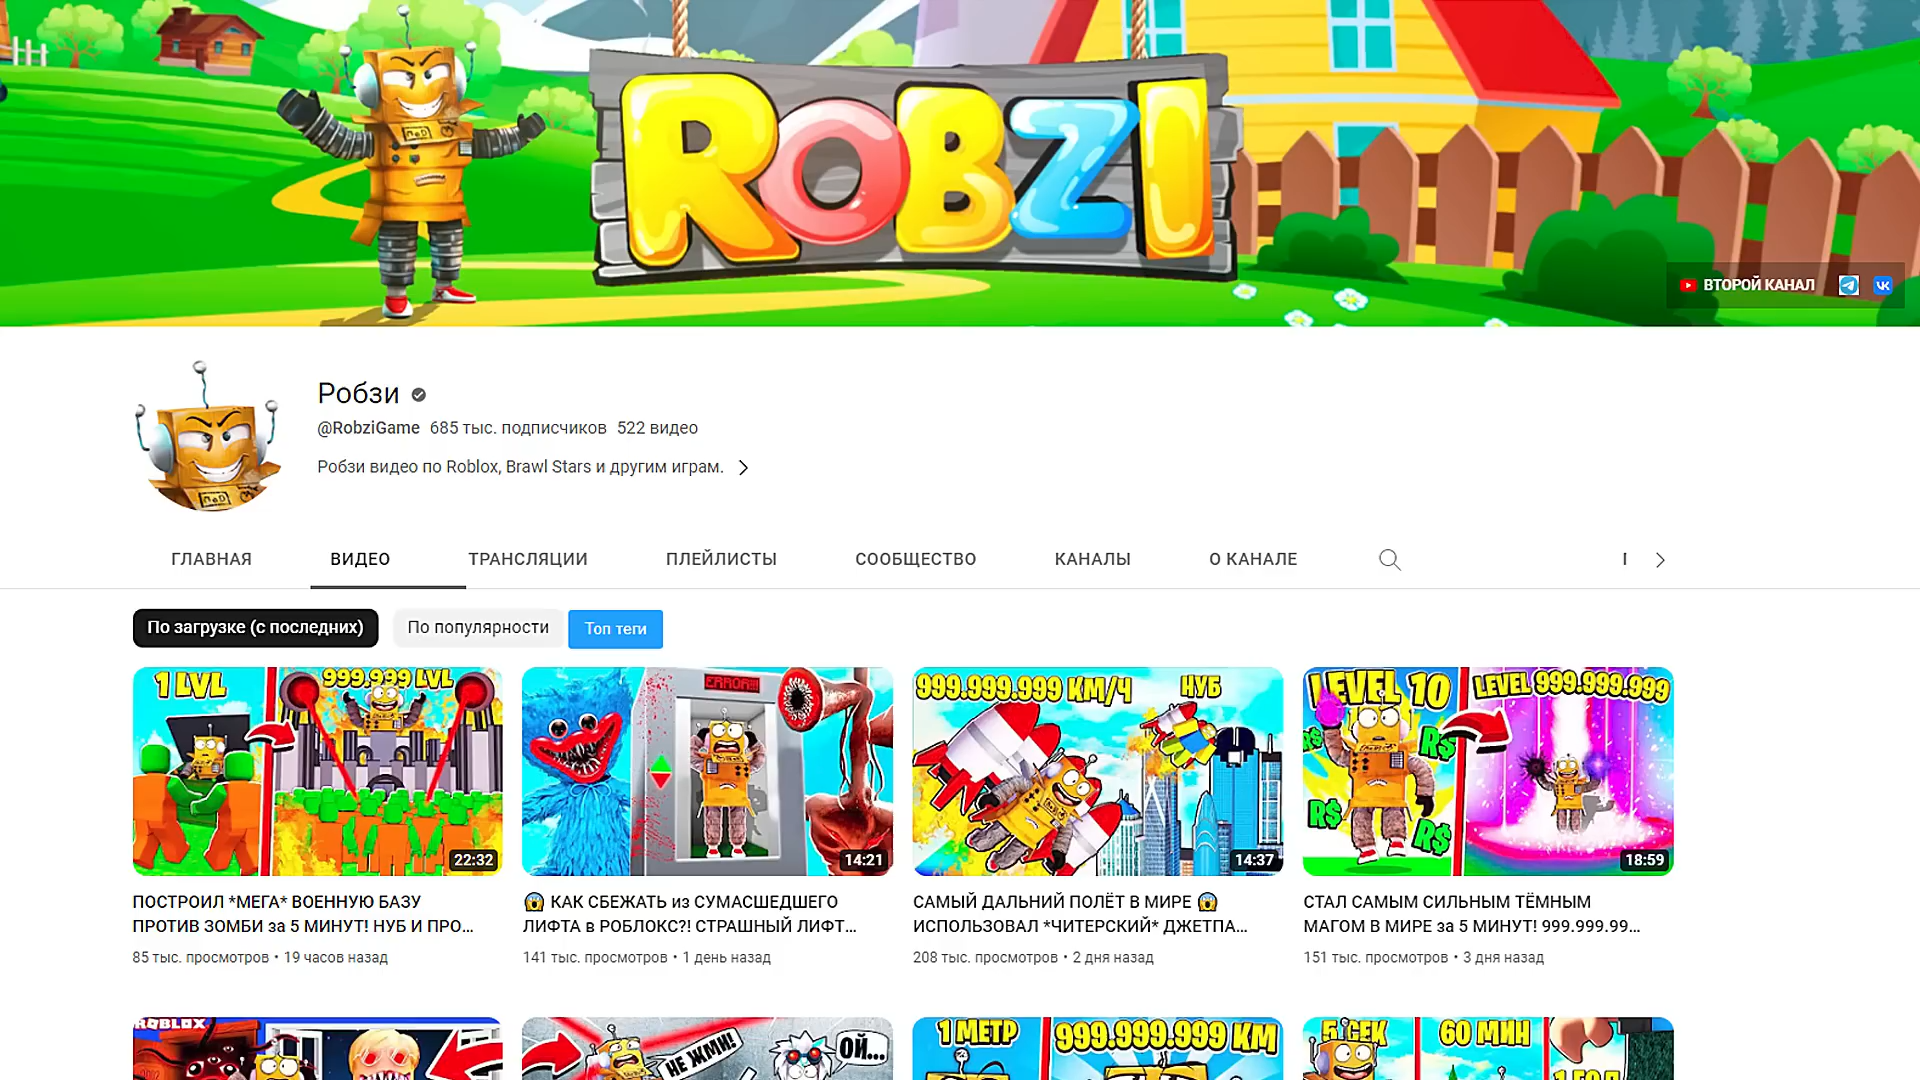 ROBZI
ВТОРОЙ КАНАЛ
Робзи
@RobziGame 685 тыс. подписчиков 522 видео
Робзи видео по Roblox, Brawl Stars и другим играм.
ГЛАВНАЯ ВИДЕО ТРАНСЛЯЦИИ ПЛЕЙЛИСТЫ СООБЩЕСТВО КАНАЛЫ О КАНАЛЕ
По загрузке (с последних) По популярности Топ теги
1 LVL 999.999 LVL
22:32
ERROR!!!
14:21
999.999.999 КМ/Ч НУБ
14:37
LEVEL 10 LEVEL 999.999.999
R$ R$ R$ R$
18:59
ПОСТРОИЛ *МЕГА* ВОЕННУЮ БАЗУ
ПРОТИВ ЗОМБИ за 5 МИНУТ! НУБ И ПРО...
85 тыс. просмотров • 19 часов назад
😱 КАК СБЕЖАТЬ из СУМАСШЕДШЕГО
ЛИФТА в РОБЛОКС?! СТРАШНЫЙ ЛИФТ...
141 тыс. просмотров • 1 день назад
САМЫЙ ДАЛЬНИЙ ПОЛЁТ В МИРЕ 😱
ИСПОЛЬЗОВАЛ *ЧИТЕРСКИЙ* ДЖЕТПА...
208 тыс. просмотров • 2 дня назад
СТАЛ САМЫМ СИЛЬНЫМ ТЁМНЫМ
МАГОМ В МИРЕ за 5 МИНУТ! 999.999.99...
151 тыс. просмотров • 3 дня назад
ROBLOX
НЕ ЖМИ! ОЙ...
1 МЕТР 999.999.999 КМ
5 СЕК 60 МИН 1 ГОД